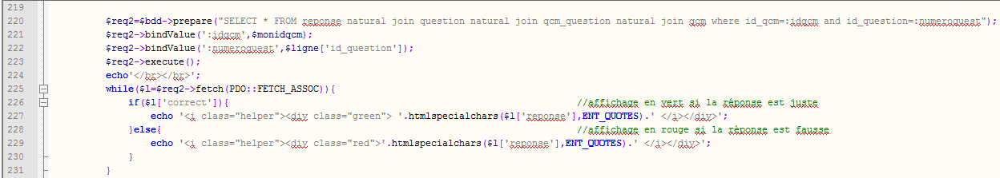 219
220 $req2=$bdd->prepare("SELECT * FROM reponse natural join question natural join qcm_question natural join qcm where id_qcm=:idqcm and id_question=:numeroquest");
221 $req2->bindValue(':idqcm',$monidqcm);
222 $req2->bindValue(':numeroquest',$ligne['id_question']);
223 $req2->execute();
224 echo'</br></br>';
225 while($l=$req2->fetch(PDO::FETCH_ASSOC)){
226 if($l['correct']){ //affichage en vert si la réponse est juste
227 echo '<i class="helper"><div class="green"> '.htmlspecialchars($l['reponse'],ENT_QUOTES).' </i></div>';
228 }else{ //affichage en rouge si la réponse est fausse
229 echo '<i class="helper"><div class="red">'.htmlspecialchars($l['reponse'],ENT_QUOTES).' </i></div>';
230 }
231 }